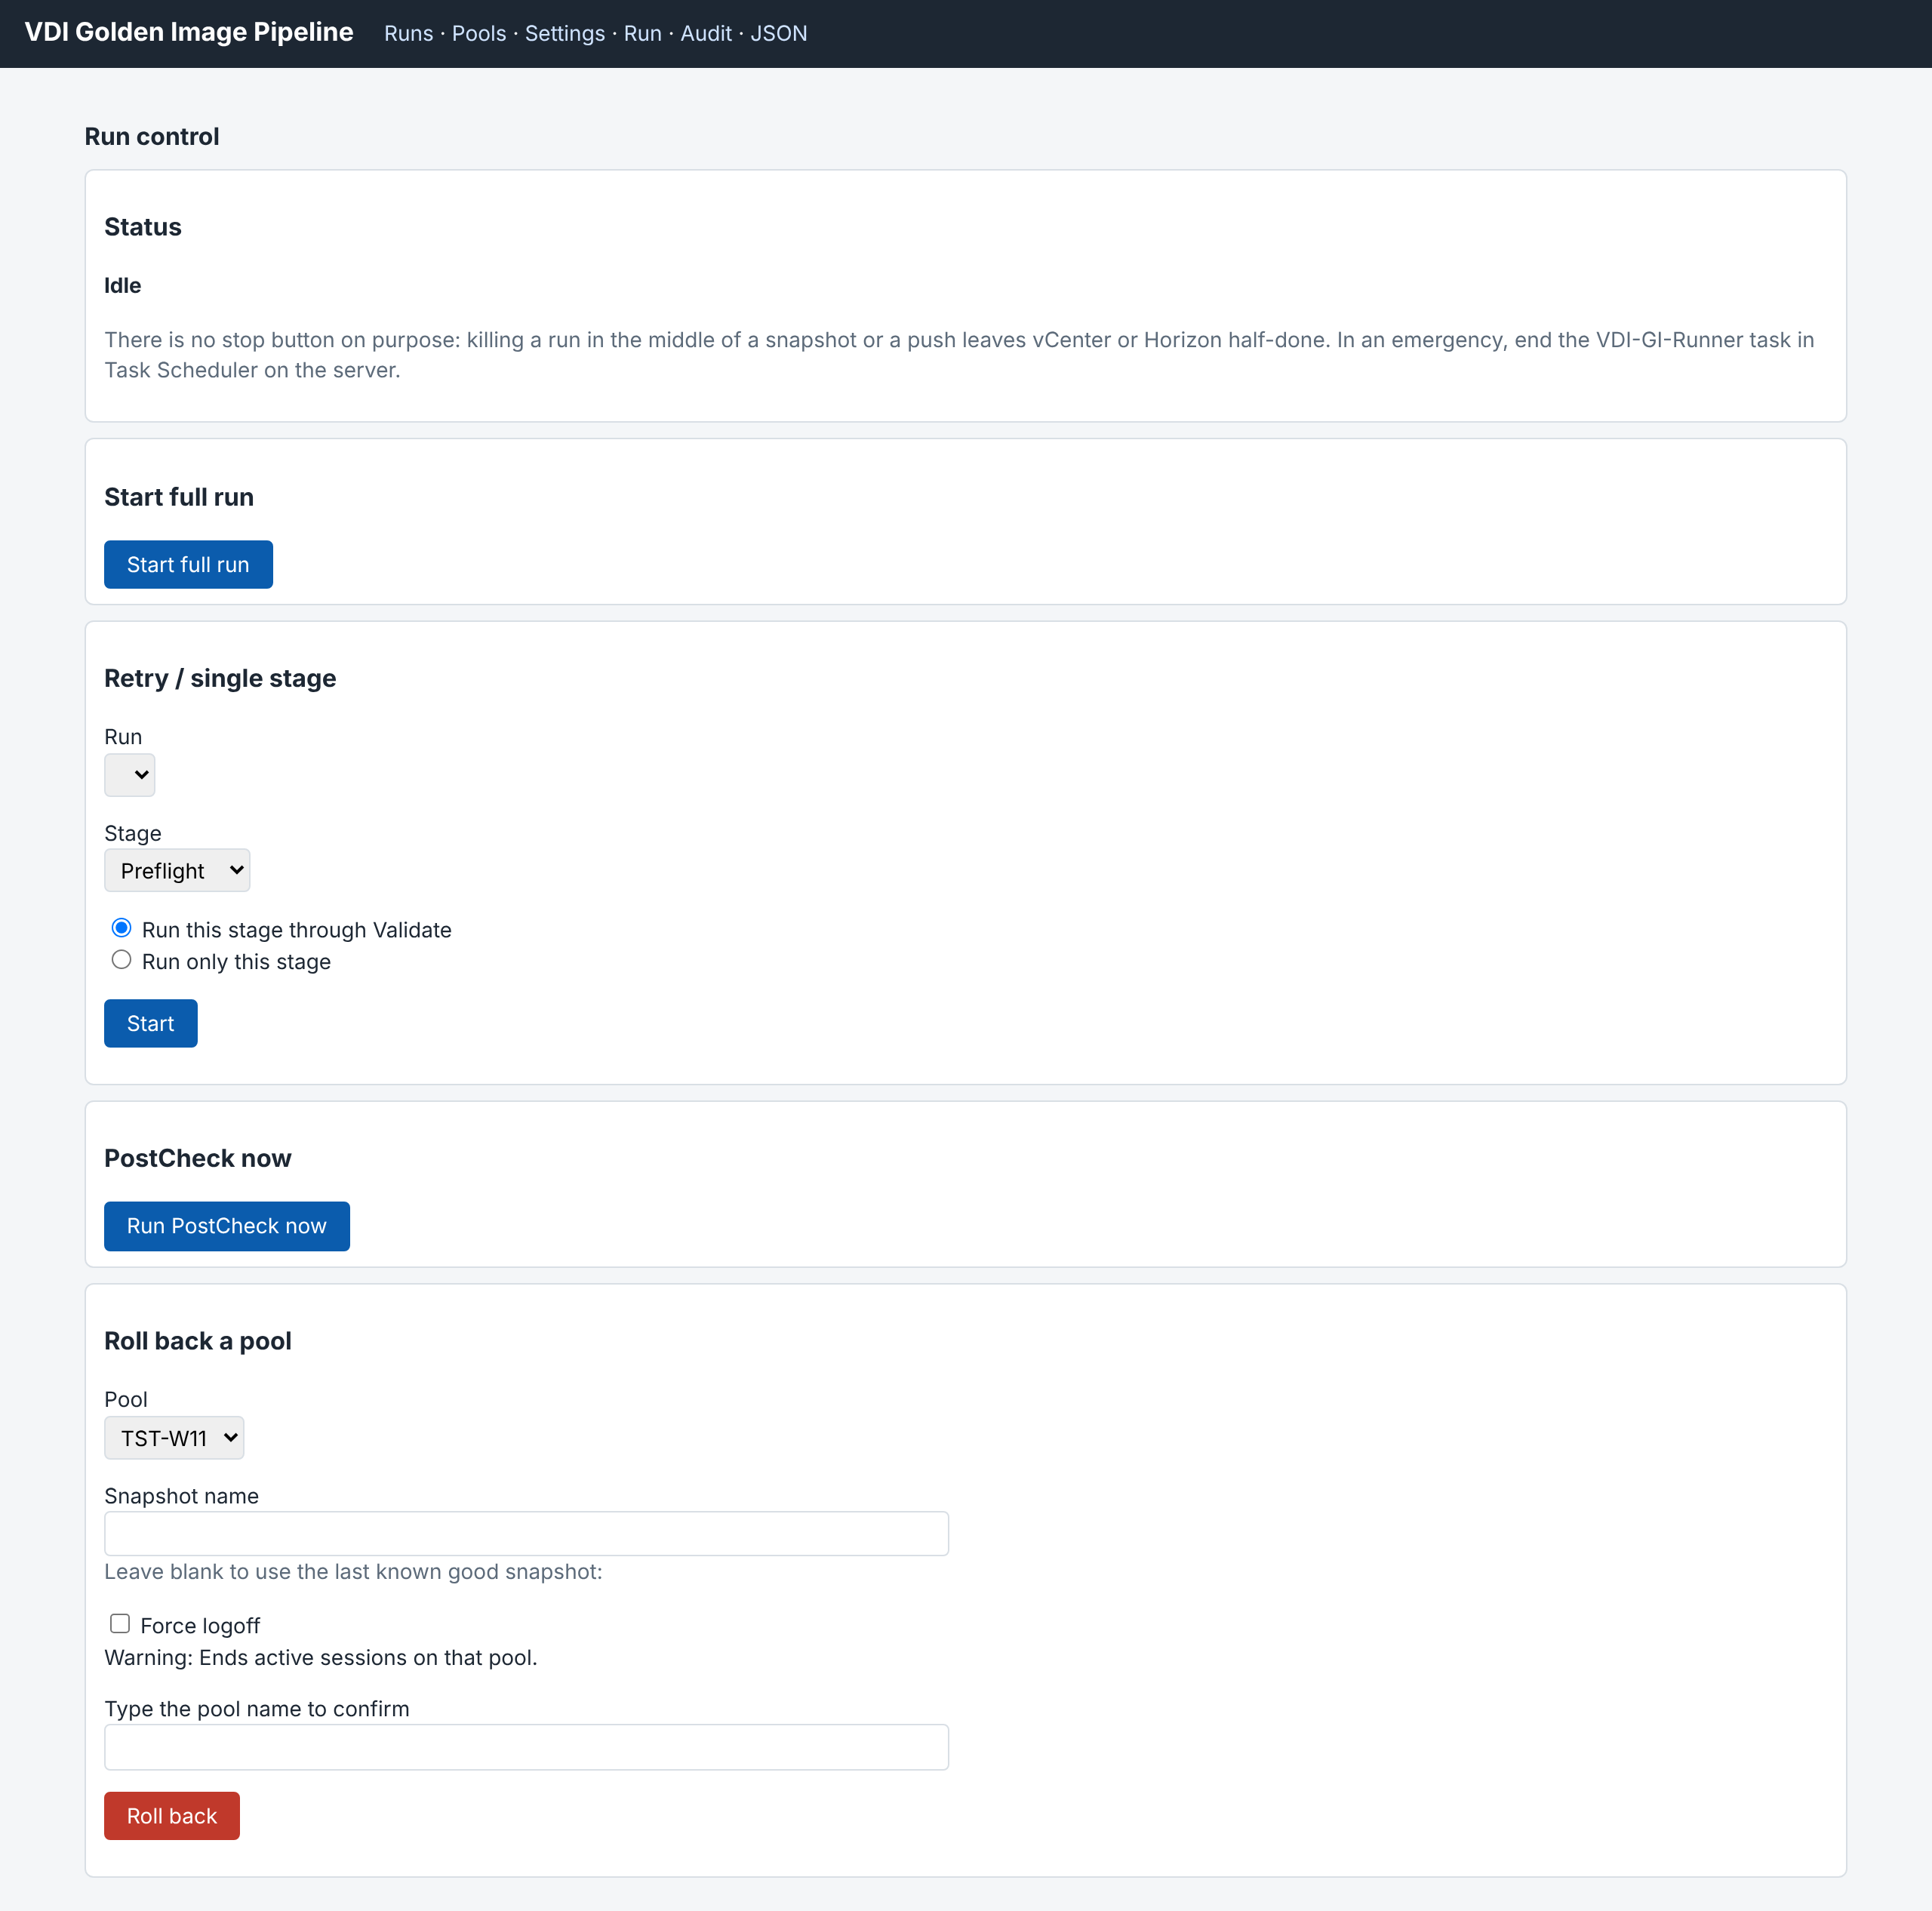 VDI Golden Image Pipeline
Runs · Pools · Settings · Run · Audit · JSON
Run control
Status
Idle
There is no stop button on purpose: killing a run in the middle of a snapshot or a push leaves vCenter or Horizon half-done. In an emergency, end the VDI-GI-Runner task in
Task Scheduler on the server.
Start full run
Start full run
Retry / single stage
Run
Stage
Preflight
Run this stage through Validate
Run only this stage
Start
PostCheck now
Run PostCheck now
Roll back a pool
Pool
TST-W11
Snapshot name
Leave blank to use the last known good snapshot:
Force logoff
Warning: Ends active sessions on that pool.
Type the pool name to confirm
Roll back